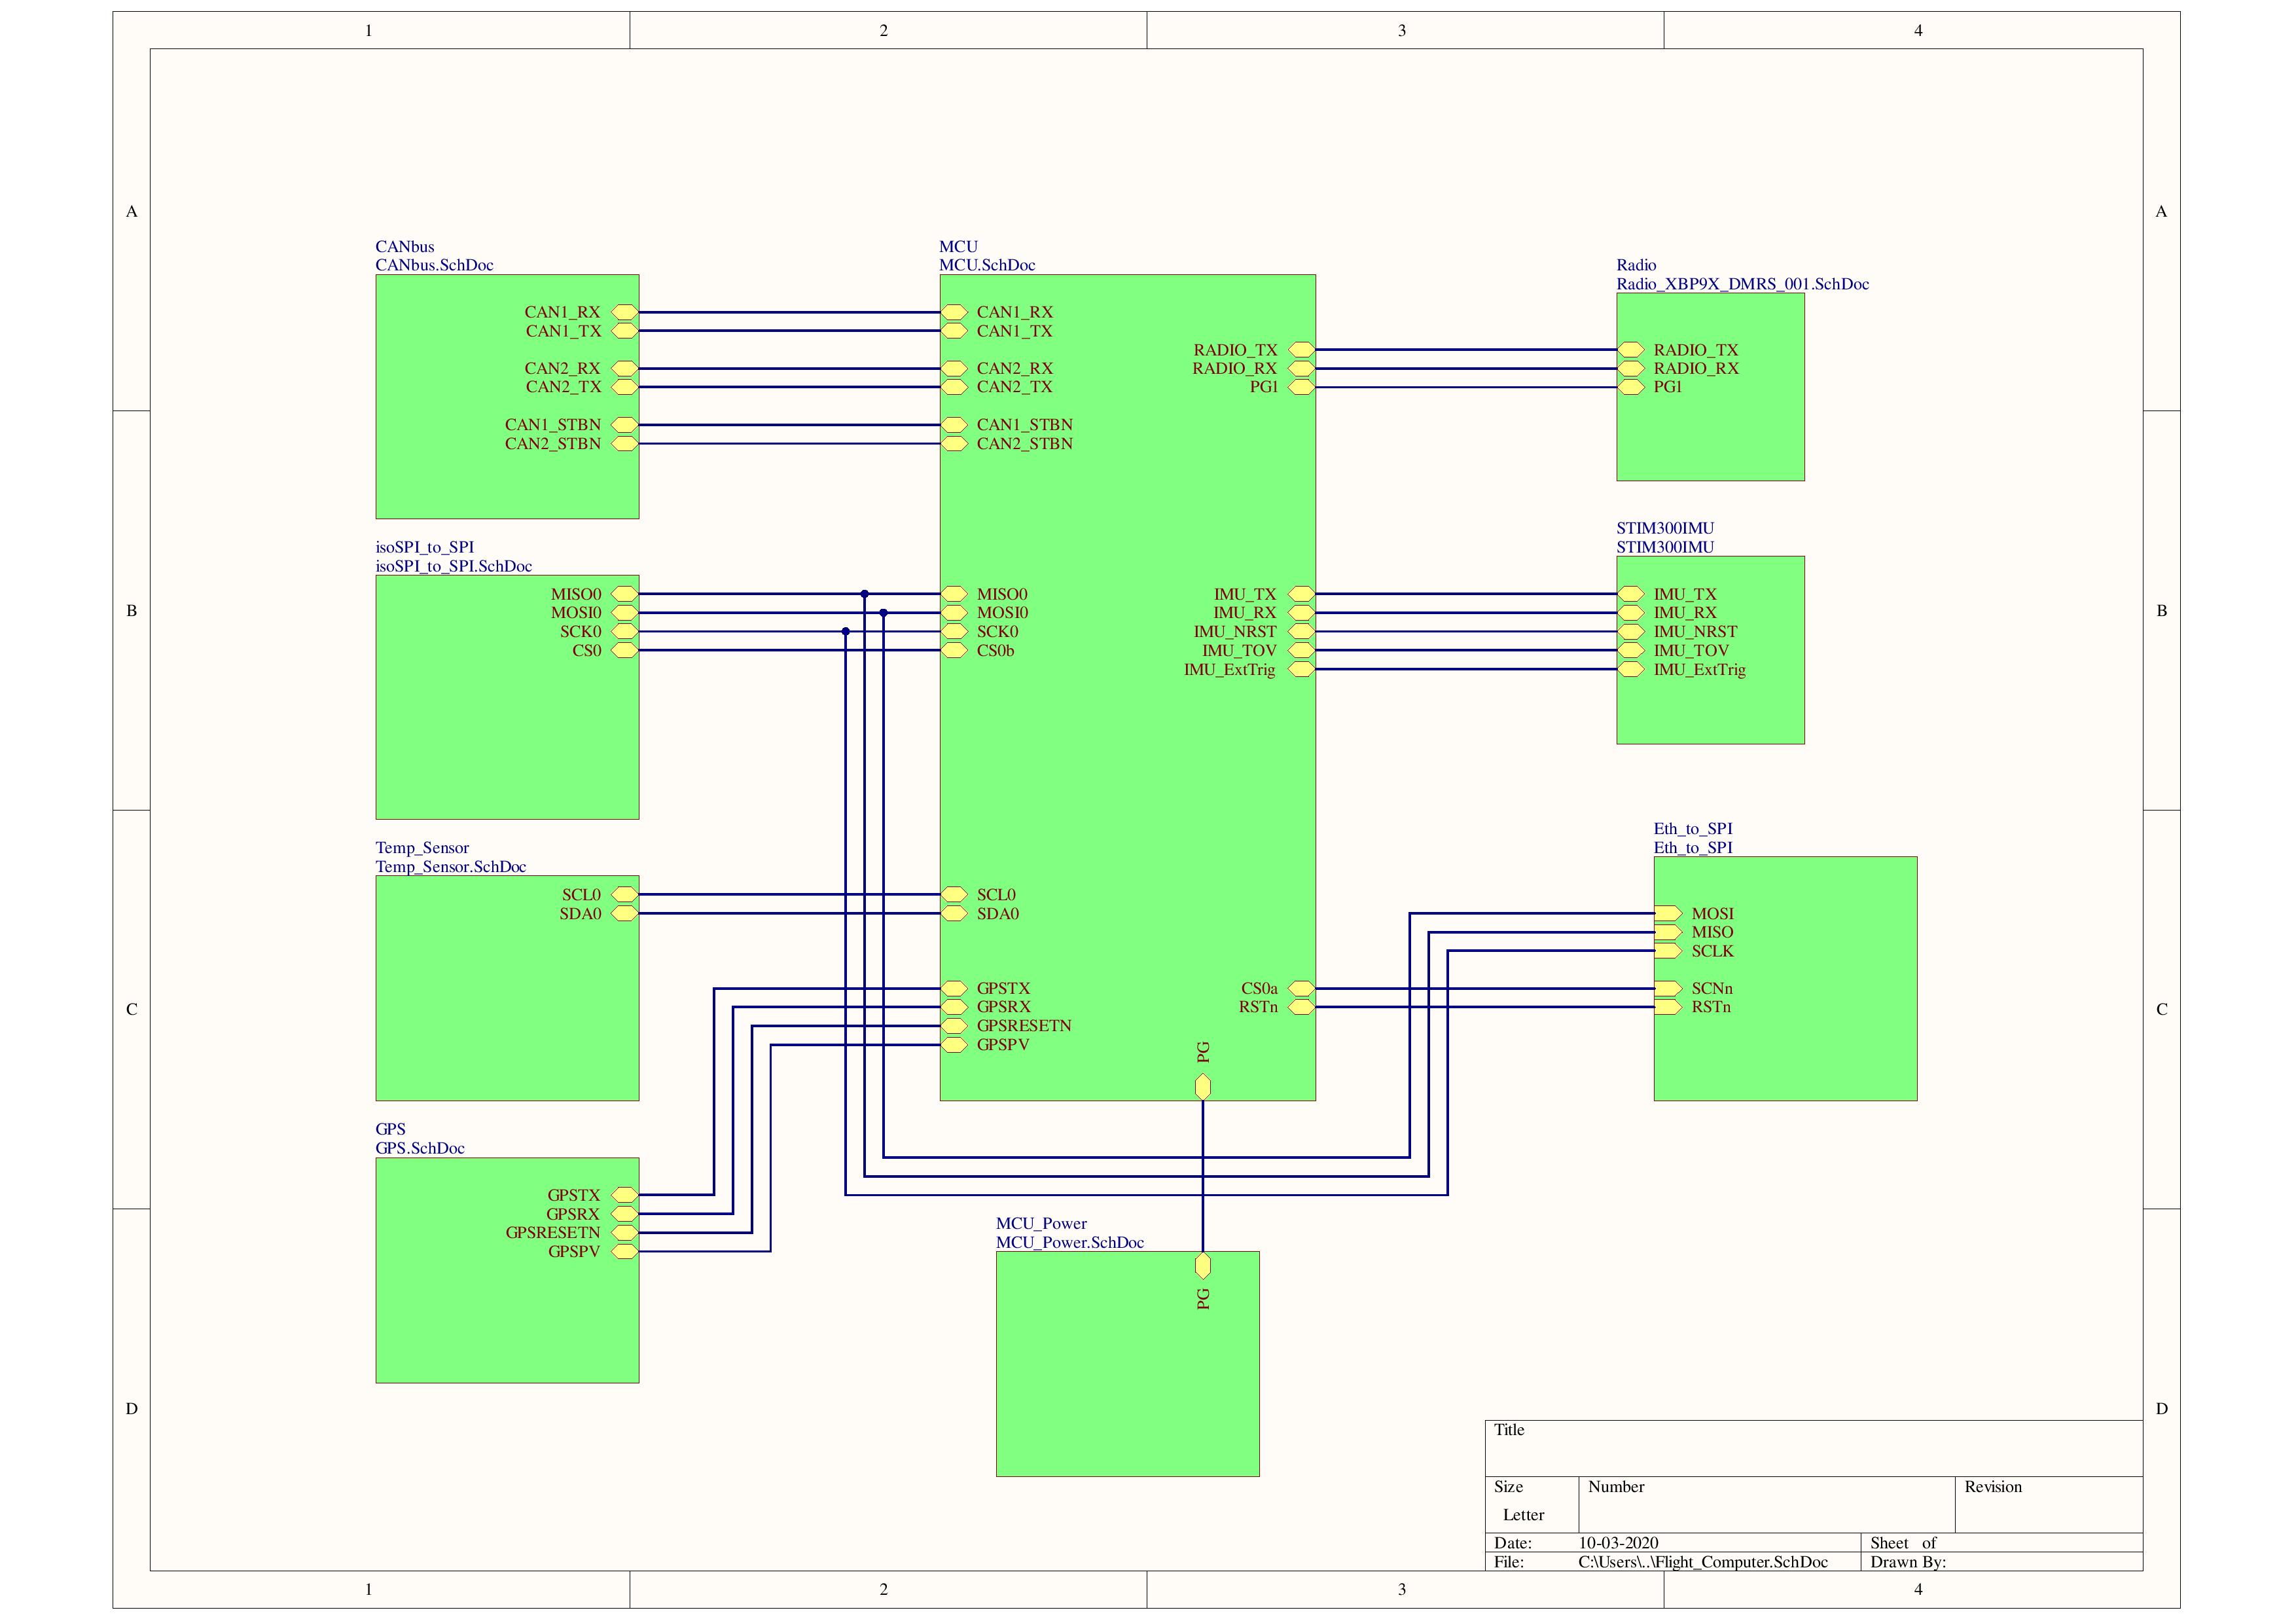 1 2 3 4
A A
CANbus
CANbus.SchDoc
CAN1_RX
CAN1_TX
CAN2_RX
CAN2_TX
CAN1_STBN
CAN2_STBN
MCU
MCU.SchDoc
CAN1_RX
CAN1_TX
CAN2_RX
CAN2_TX
CAN1_STBN
CAN2_STBN
RADIO_TX
RADIO_RX
PG1
Radio
Radio_XBP9X_DMRS_001.SchDoc
RADIO_TX
RADIO_RX
PG1
B B
isoSPI_to_SPI
isoSPI_to_SPI.SchDoc
MISO0
MOSI0
SCK0
CS0
MISO0
MOSI0
SCK0
CS0b
IMU_TX
IMU_RX
IMU_NRST
IMU_TOV
IMU_ExtTrig
STIM300IMU
STIM300IMU
IMU_TX
IMU_RX
IMU_NRST
IMU_TOV
IMU_ExtTrig
Temp_Sensor
Temp_Sensor.SchDoc
SCL0
SDA0
SCL0
SDA0
Eth_to_SPI
Eth_to_SPI
MOSI
MISO
SCLK
SCNn
RSTn
C C
GPSTX
GPSRX
GPSRESETN
GPSPV
CS0a
RSTn
PG
GPS
GPS.SchDoc
GPSTX
GPSRX
GPSRESETN
GPSPV
MCU_Power
MCU_Power.SchDoc
PG
D D
Title
Size Number Revision
Letter
Date: 10-03-2020 Sheet of
File: C:\Users\..\Flight_Computer.SchDoc Drawn By:
1 2 3 4